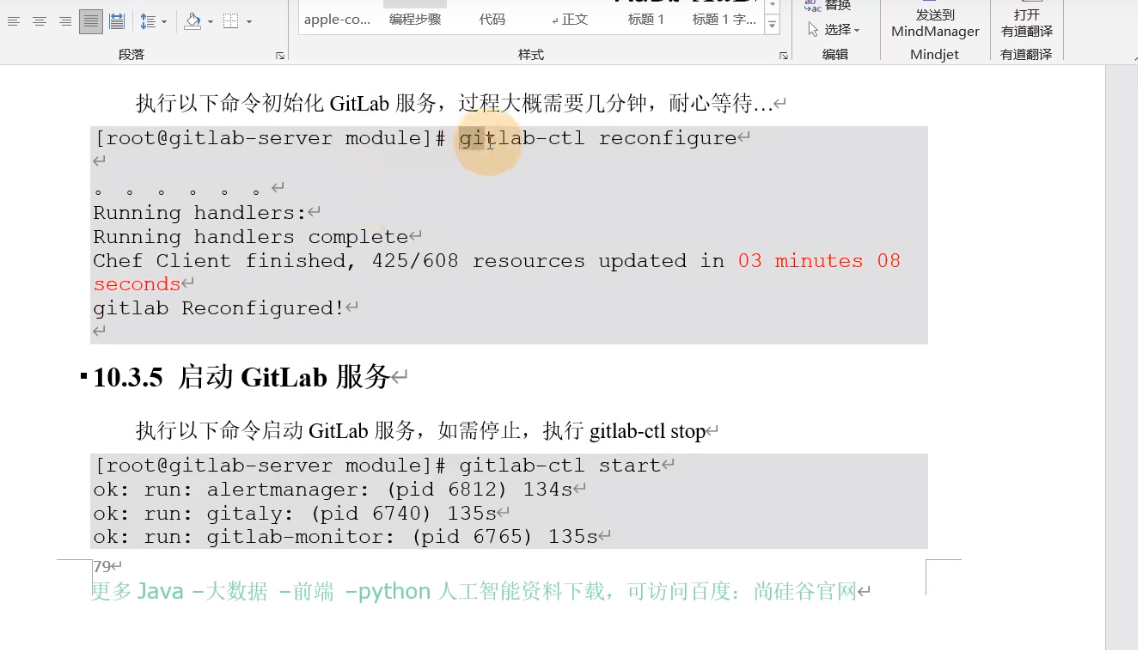 apple-co... 编程步骤 代码 ↵正文 标题 1 标题 1 字...
替换
选择
发送到
MindManager
打开
有道翻译
段落 样式 编辑 Mindjet 有道翻译
执行以下命令初始化 GitLab 服务，过程大概需要几分钟，耐心等待…↵
[root@gitlab-server module]# gitlab-ctl reconfigure↵
↵
。 。 。 。 。 。↵
Running handlers:↵
Running handlers complete↵
Chef Client finished, 425/608 resources updated in 03 minutes 08
seconds↵
gitlab Reconfigured!↵
↵
10.3.5 启动 GitLab 服务↵
执行以下命令启动 GitLab 服务，如需停止，执行 gitlab-ctl stop↵
[root@gitlab-server module]# gitlab-ctl start↵
ok: run: alertmanager: (pid 6812) 134s↵
ok: run: gitaly: (pid 6740) 135s↵
ok: run: gitlab-monitor: (pid 6765) 135s↵
79↵
更多 Java –大数据 –前端 –python 人工智能资料下载，可访问百度：尚硅谷官网↵